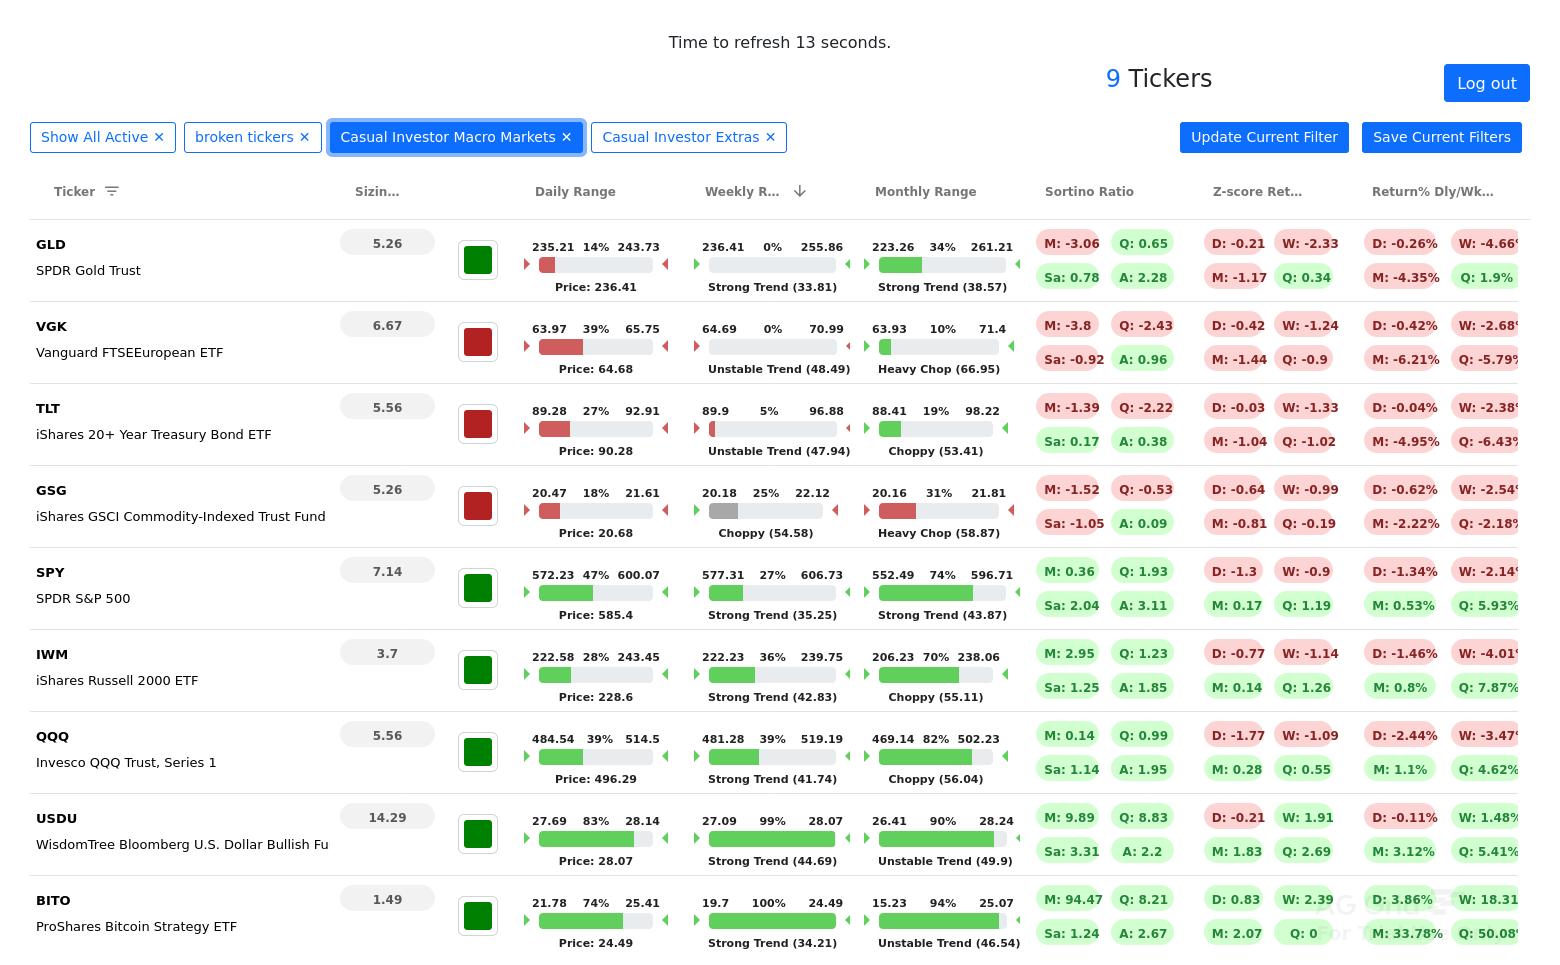 Time to refresh 13 seconds.
9 Tickers
Log out
Show All Active ✕ broken tickers ✕ Casual Investor Macro Markets ✕ Casual Investor Extras ✕ Update Current Filter Save Current Filters
Ticker Sizin... Daily Range Weekly R... Monthly Range Sortino Ratio Z-score Ret... Return% Dly/Wk...
GLD 5.26 235.21 14% 243.73 236.41 0% 255.86 223.26 34% 261.21 M: -3.06 Q: 0.65 D: -0.21 W: -2.33 D: -0.26% W: -4.66%
SPDR Gold Trust Price: 236.41 Strong Trend (33.81) Strong Trend (38.57) Sa: 0.78 A: 2.28 M: -1.17 Q: 0.34 M: -4.35% Q: 1.9%
VGK 6.67 63.97 39% 65.75 64.69 0% 70.99 63.93 10% 71.4 M: -3.8 Q: -2.43 D: -0.42 W: -1.24 D: -0.42% W: -2.68%
Vanguard FTSEEuropean ETF Price: 64.68 Unstable Trend (48.49) Heavy Chop (66.95) Sa: -0.92 A: 0.96 M: -1.44 Q: -0.9 M: -6.21% Q: -5.79%
TLT 5.56 89.28 27% 92.91 89.9 5% 96.88 88.41 19% 98.22 M: -1.39 Q: -2.22 D: -0.03 W: -1.33 D: -0.04% W: -2.38%
iShares 20+ Year Treasury Bond ETF Price: 90.28 Unstable Trend (47.94) Choppy (53.41) Sa: 0.17 A: 0.38 M: -1.04 Q: -1.02 M: -4.95% Q: -6.43%
GSG 5.26 20.47 18% 21.61 20.18 25% 22.12 20.16 31% 21.81 M: -1.52 Q: -0.53 D: -0.64 W: -0.99 D: -0.62% W: -2.54%
iShares GSCI Commodity-Indexed Trust Fund Price: 20.68 Choppy (54.58) Heavy Chop (58.87) Sa: -1.05 A: 0.09 M: -0.81 Q: -0.19 M: -2.22% Q: -2.18%
SPY 7.14 572.23 47% 600.07 577.31 27% 606.73 552.49 74% 596.71 M: 0.36 Q: 1.93 D: -1.3 W: -0.9 D: -1.34% W: -2.14%
SPDR S&P 500 Price: 585.4 Strong Trend (35.25) Strong Trend (43.87) Sa: 2.04 A: 3.11 M: 0.17 Q: 1.19 M: 0.53% Q: 5.93%
IWM 3.7 222.58 28% 243.45 222.23 36% 239.75 206.23 70% 238.06 M: 2.95 Q: 1.23 D: -0.77 W: -1.14 D: -1.46% W: -4.01%
iShares Russell 2000 ETF Price: 228.6 Strong Trend (42.83) Choppy (55.11) Sa: 1.25 A: 1.85 M: 0.14 Q: 1.26 M: 0.8% Q: 7.87%
QQQ 5.56 484.54 39% 514.5 481.28 39% 519.19 469.14 82% 502.23 M: 0.14 Q: 0.99 D: -1.77 W: -1.09 D: -2.44% W: -3.47%
Invesco QQQ Trust, Series 1 Price: 496.29 Strong Trend (41.74) Choppy (56.04) Sa: 1.14 A: 1.95 M: 0.28 Q: 0.55 M: 1.1% Q: 4.62%
USDU 14.29 27.69 83% 28.14 27.09 99% 28.07 26.41 90% 28.24 M: 9.89 Q: 8.83 D: -0.21 W: 1.91 D: -0.11% W: 1.48%
WisdomTree Bloomberg U.S. Dollar Bullish Fu Price: 28.07 Strong Trend (44.69) Unstable Trend (49.9) Sa: 3.31 A: 2.2 M: 1.83 Q: 2.69 M: 3.12% Q: 5.41%
BITO 1.49 21.78 74% 25.41 19.7 100% 24.49 15.23 94% 25.07 M: 94.47 Q: 8.21 D: 0.83 W: 2.39 D: 3.86% W: 18.31
ProShares Bitcoin Strategy ETF Price: 24.49 Strong Trend (34.21) Unstable Trend (46.54) Sa: 1.24 A: 2.67 M: 2.07 Q: 0 M: 33.78% Q: 50.08%